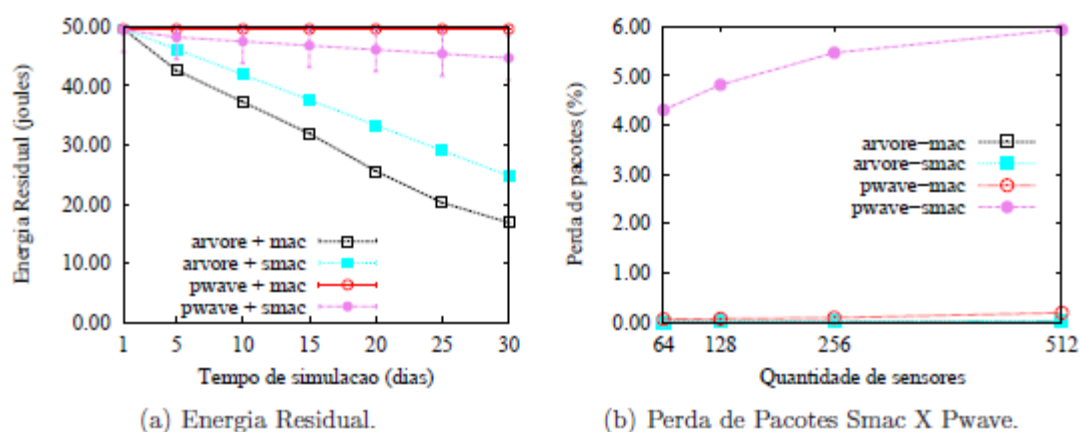 50.00
40.00
30.00
20.00
10.00
0.00
Energia Residual (joules)
arvore + mac
arvore + smac
pwave + mac
pwave + smac
1 5 10 15 20 25 30
Tempo de simulacao (dias)
(a) Energia Residual.
6.00
5.00
4.00
3.00
2.00
1.00
0.00
Perda de pacotes (%)
arvore−mac
arvore−smac
pwave−mac
pwave−smac
64 128 256 512
Quantidade de sensores
(b) Perda de Pacotes Smac X Pwave.